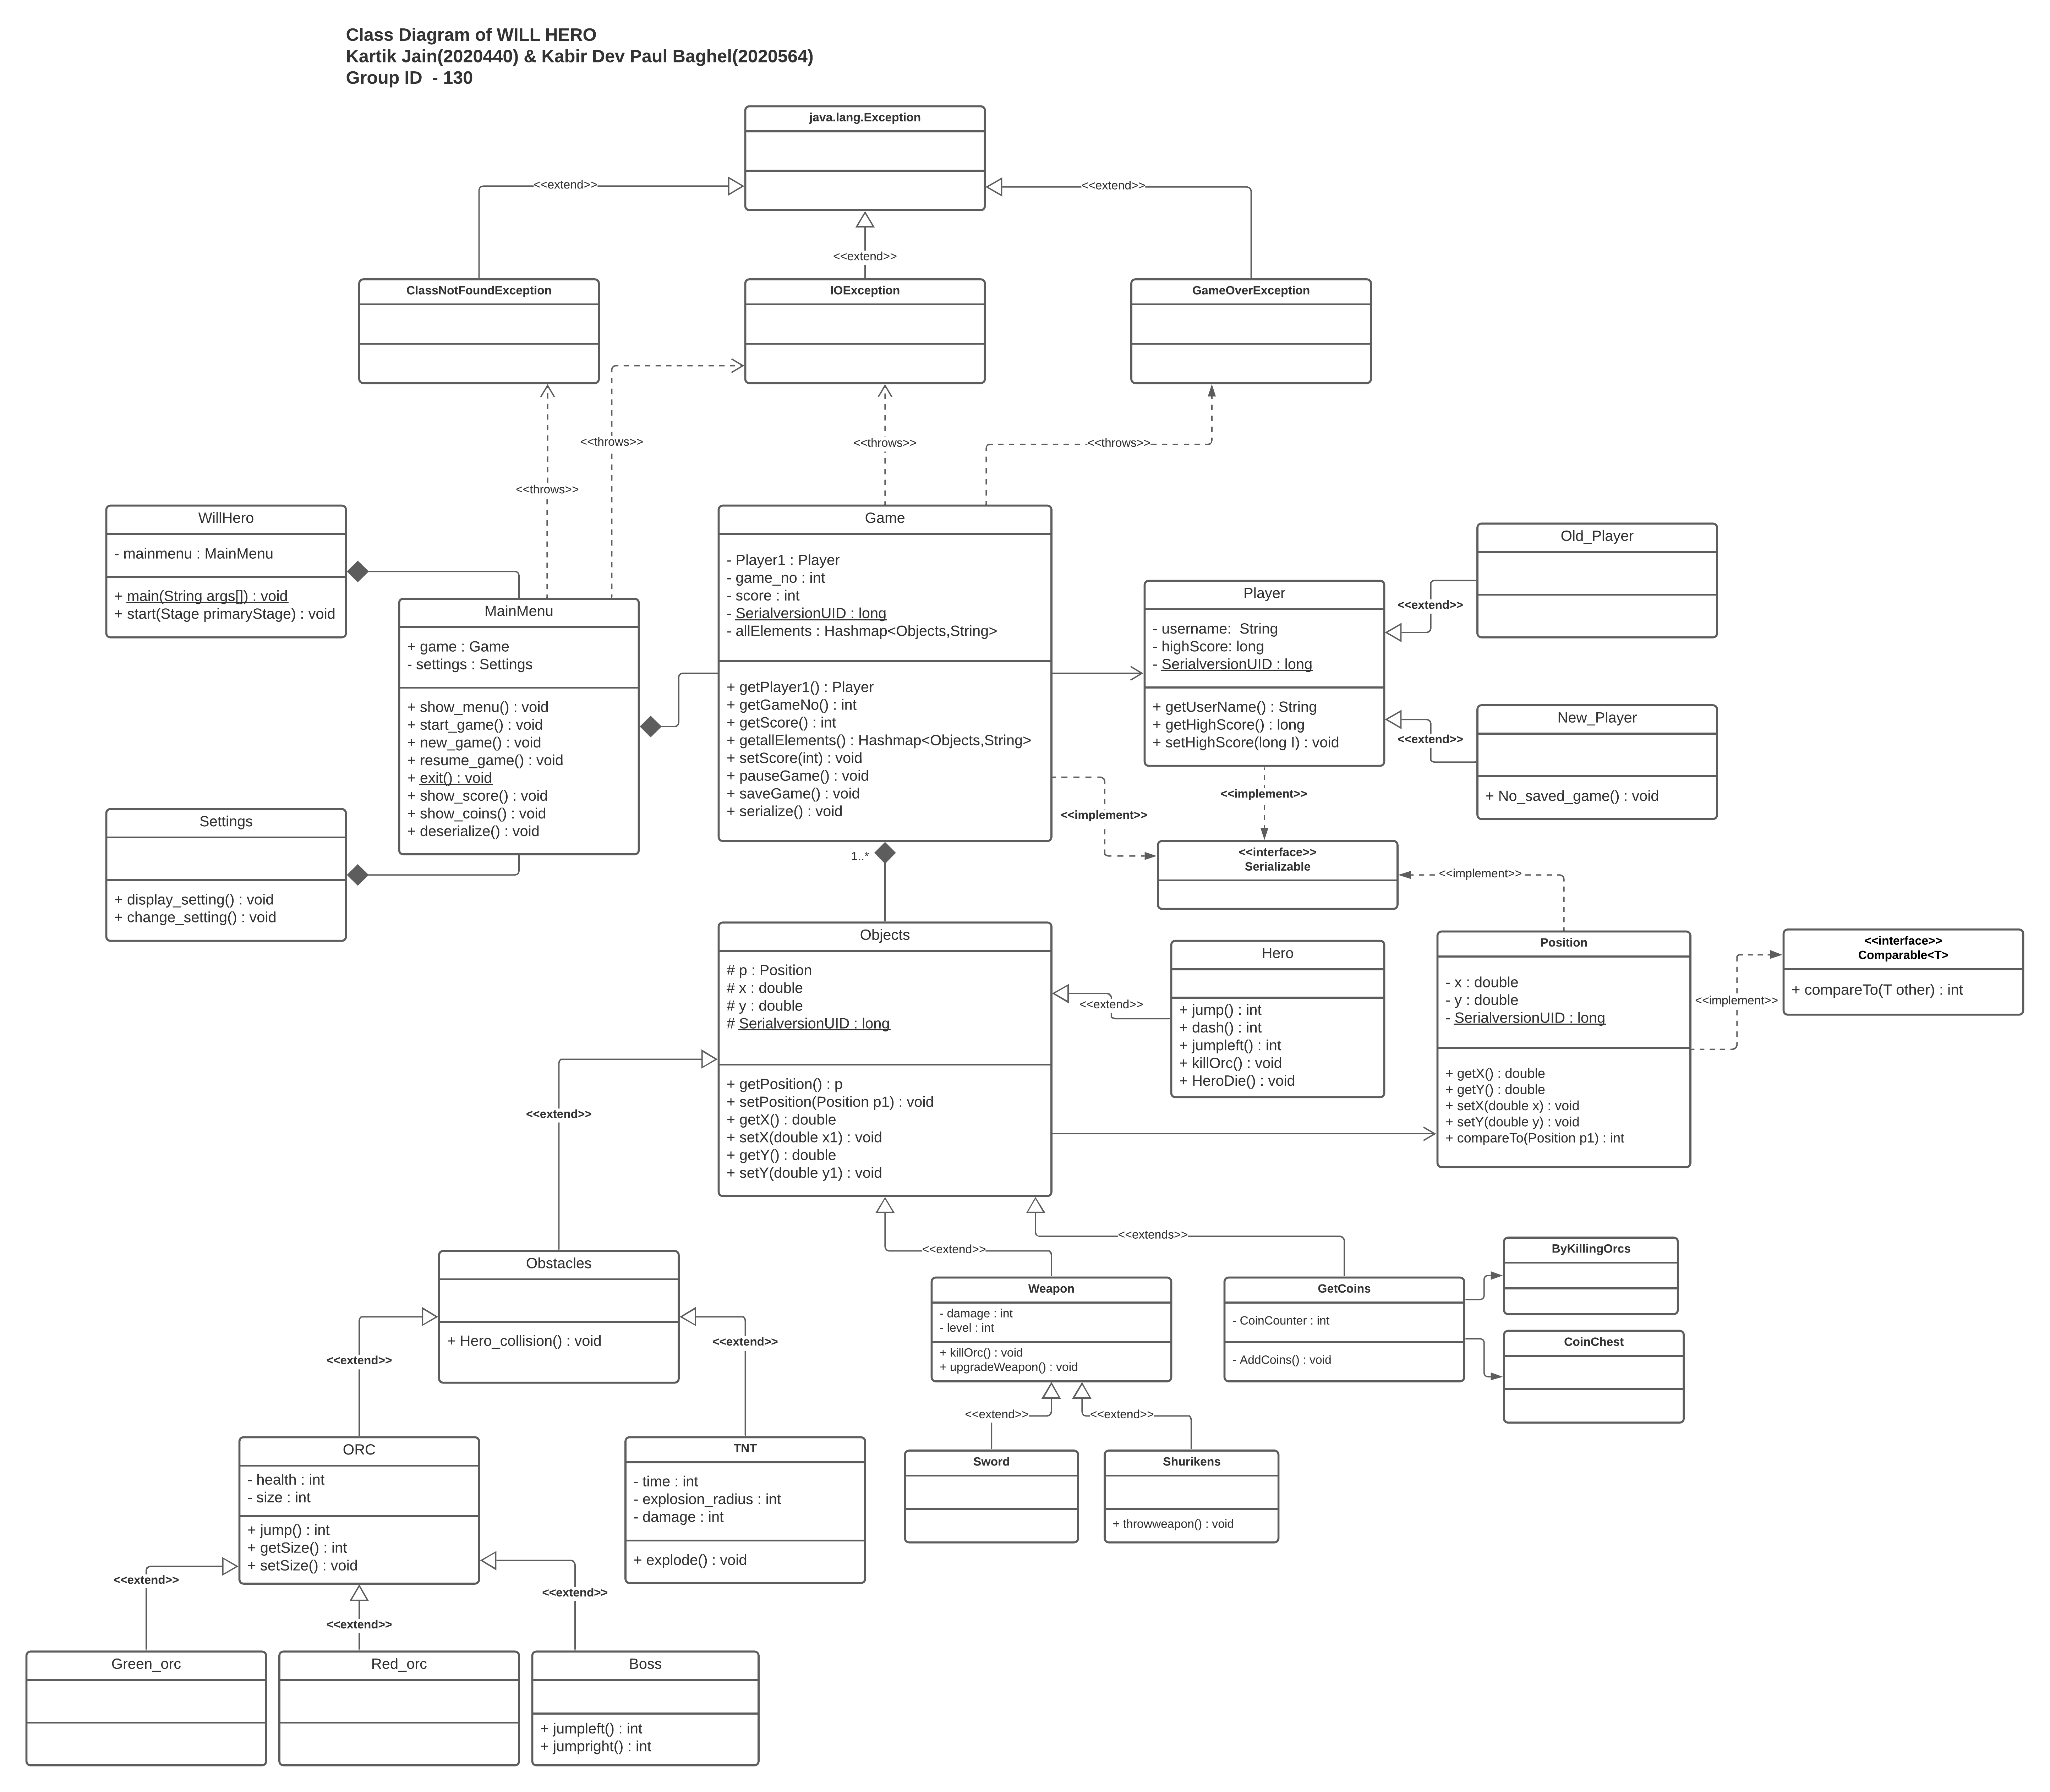 Class Diagram of WILL HERO
Kartik Jain(2020440) & Kabir Dev Paul Baghel(2020564)
Group ID  - 130
java.lang.Exception
<<extend>>
<<extend>>
<<extend>>
ClassNotFoundException
IOException
GameOverException
<<throws>>
<<throws>>
<<throws>>
<<throws>>
WillHero
- mainmenu : MainMenu
+ main(String args[]) : void
+ start(Stage primaryStage) : void
MainMenu
+ game : Game
- settings : Settings
+ show_menu() : void
+ start_game() : void
+ new_game() : void
+ resume_game() : void
+ exit() : void
+ show_score() : void
+ show_coins() : void
+ deserialize() : void
Settings
+ display_setting() : void
+ change_setting() : void
Game
- Player1 : Player
- game_no : int
- score : int
- SerialversionUID : long
- allElements : Hashmap<Objects,String>
+ getPlayer1() : Player
+ getGameNo() : int
+ getScore() : int
+ getallElements() : Hashmap<Objects,String>
+ setScore(int) : void
+ pauseGame() : void
+ saveGame() : void
+ serialize() : void
1..*
Player
- username:  String
- highScore: long
- SerialversionUID : long
+ getUserName() : String
+ getHighScore() : long
+ setHighScore(long l) : void
Old_Player
<<extend>>
New_Player
+ No_saved_game() : void
<<extend>>
<<implement>>
<<implement>>
<<interface>>
Serializable
<<implement>>
Objects
# p : Position
# x : double
# y : double
# SerialversionUID : long
+ getPosition() : p
+ setPosition(Position p1) : void
+ getX() : double
+ setX(double x1) : void
+ getY() : double
+ setY(double y1) : void
Hero
+ jump() : int
+ dash() : int
+ jumpleft() : int
+ killOrc() : void
+ HeroDie() : void
<<extend>>
Position
- x : double
- y : double
- SerialversionUID : long
+ getX() : double
+ getY() : double
+ setX(double x) : void
+ setY(double y) : void
+ compareTo(Position p1) : int
<<implement>>
<<interface>>
Comparable<T>
+ compareTo(T other) : int
<<extend>>
<<extend>>
<<extends>>
Obstacles
+ Hero_collision() : void
Weapon
- damage : int
- level : int
+ killOrc() : void
+ upgradeWeapon() : void
GetCoins
- CoinCounter : int
- AddCoins() : void
ByKillingOrcs
CoinChest
<<extend>>
<<extend>>
<<extend>>
<<extend>>
ORC
- health : int
- size : int
+ jump() : int
+ getSize() : int
+ setSize() : void
TNT
- time : int
- explosion_radius : int
- damage : int
+ explode() : void
Sword
Shurikens
+ throwweapon() : void
<<extend>>
<<extend>>
<<extend>>
Green_orc
Red_orc
Boss
+ jumpleft() : int
+ jumpright() : int